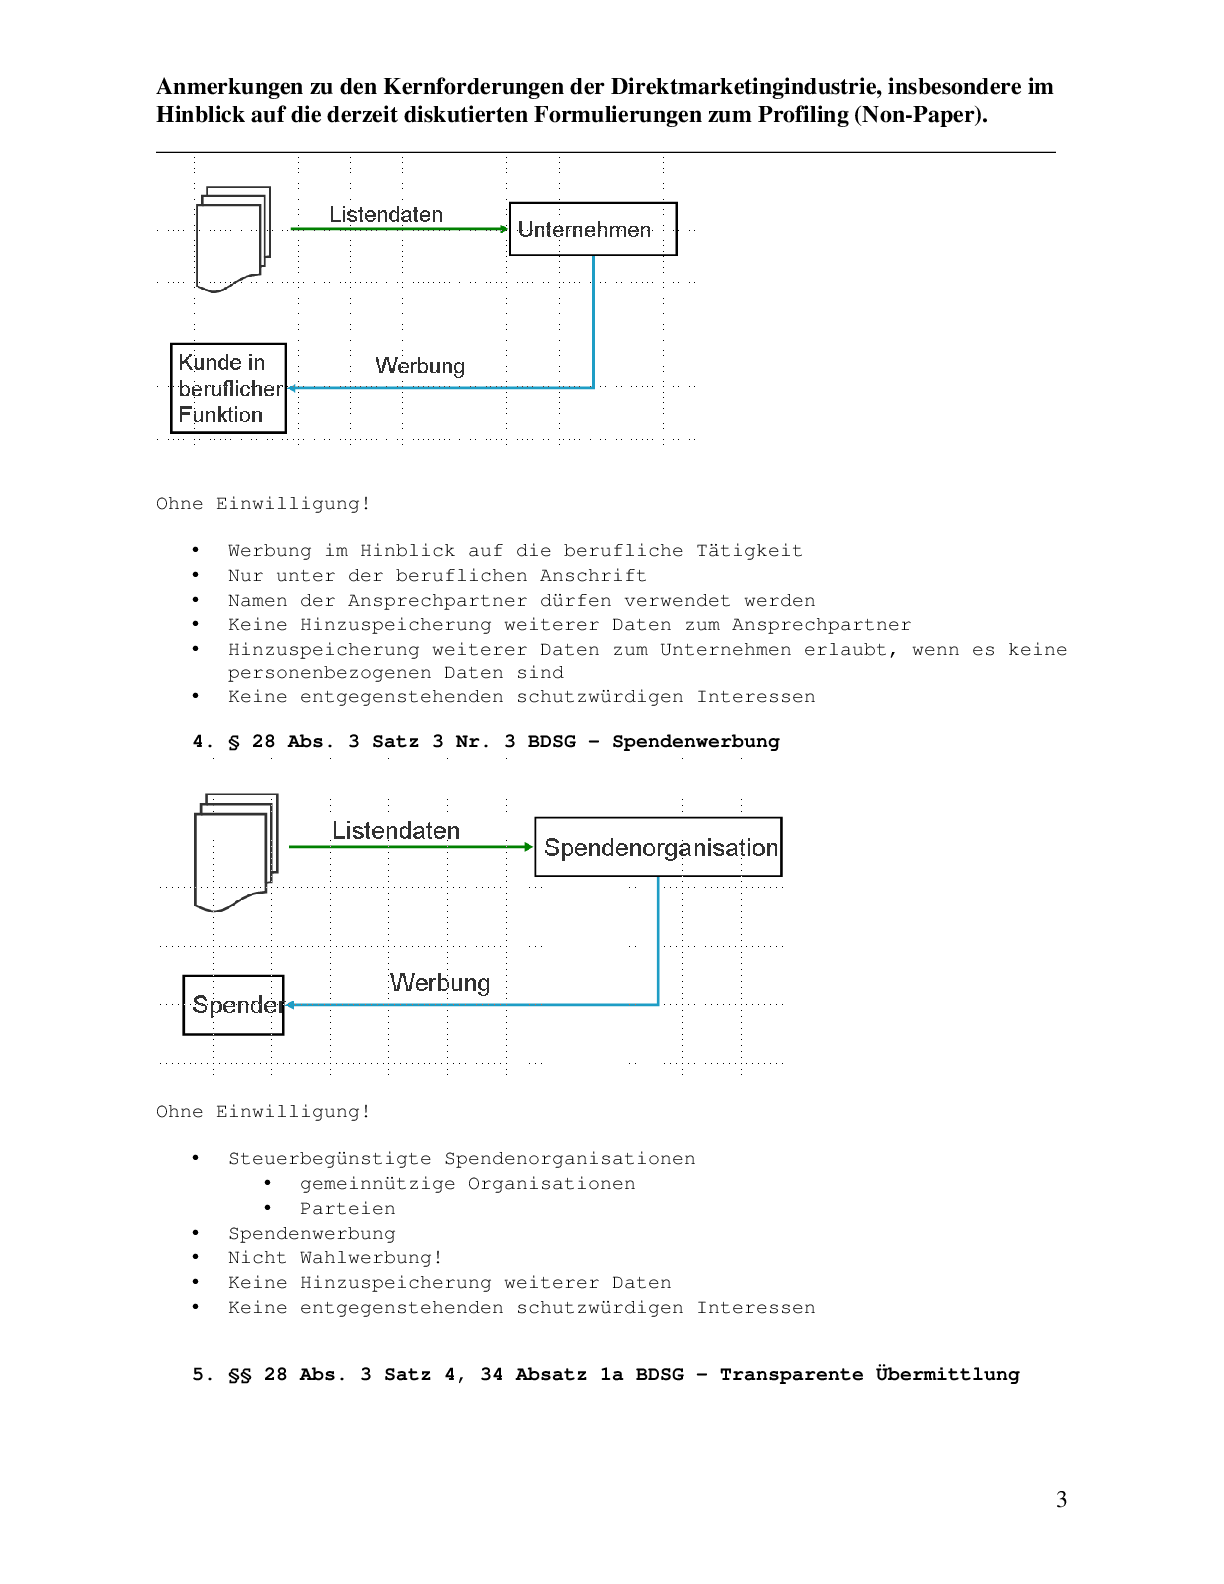 Anmerkungen zu den Kernforderungen der Direktmarketingindustrie, insbesondere im
Hinblick auf die derzeit diskutierten Formulierungen zum Profiling (Non-Paper).
Listendaten
Unternehmen
Kunde in
beruflicher
Funktion
Werbung
Ohne Einwilligung!
• Werbung im Hinblick auf die berufliche Tätigkeit
• Nur unter der beruflichen Anschrift
• Namen der Ansprechpartner dürfen verwendet werden
• Keine Hinzuspeicherung weiterer Daten zum Ansprechpartner
• Hinzuspeicherung weiterer Daten zum Unternehmen erlaubt, wenn es keine
personenbezogenen Daten sind
• Keine entgegenstehenden schutzwürdigen Interessen
4. § 28 Abs. 3 Satz 3 Nr. 3 BDSG – Spendenwerbung
Listendaten
Spendenorganisation
Werbung
Spender
Ohne Einwilligung!
• Steuerbegünstigte Spendenorganisationen
• gemeinnützige Organisationen
• Parteien
• Spendenwerbung
• Nicht Wahlwerbung!
• Keine Hinzuspeicherung weiterer Daten
• Keine entgegenstehenden schutzwürdigen Interessen
5. §§ 28 Abs. 3 Satz 4, 34 Absatz 1a BDSG – Transparente Übermittlung
3